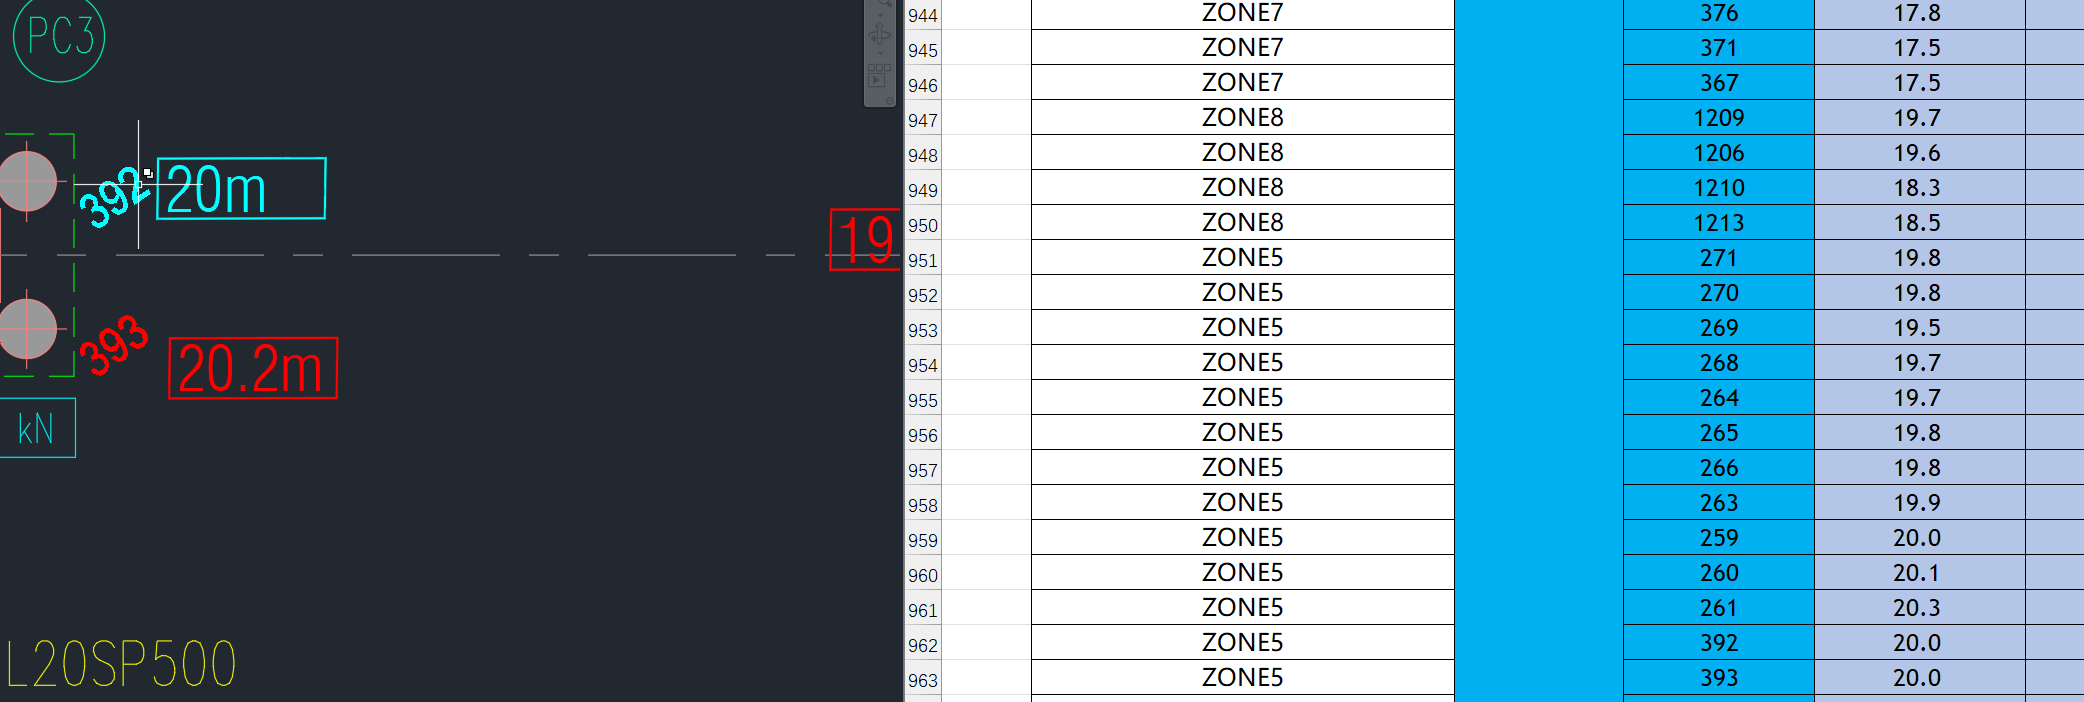 PC3
392 20m
19
393 20.2m
kN
L20SP500
944 ZONE7 376 17.8
945 ZONE7 371 17.5
946 ZONE7 367 17.5
947 ZONE8 1209 19.7
948 ZONE8 1206 19.6
949 ZONE8 1210 18.3
950 ZONE8 1213 18.5
951 ZONE5 271 19.8
952 ZONE5 270 19.8
953 ZONE5 269 19.5
954 ZONE5 268 19.7
955 ZONE5 264 19.7
956 ZONE5 265 19.8
957 ZONE5 266 19.8
958 ZONE5 263 19.9
959 ZONE5 259 20.0
960 ZONE5 260 20.1
961 ZONE5 261 20.3
962 ZONE5 392 20.0
963 ZONE5 393 20.0